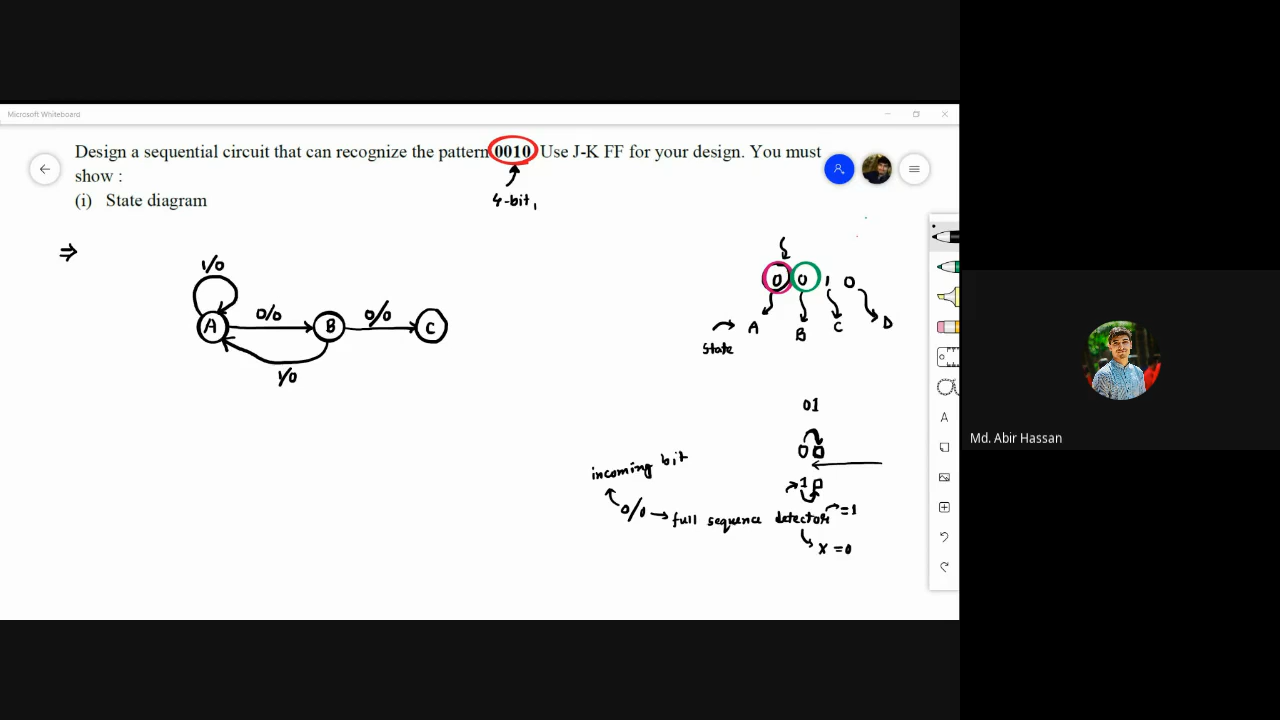 Microsoft Whiteboard
Design a sequential circuit that can recognize the pattern 0010. Use J-K FF for your design. You must
show :
(i) State diagram
4-bit
⇒
1/0
0/0
0/0
A
B
C
1/0
0 0 1 0
State
A B C D
01
00
10
incoming bit
0/0 → full sequence detector = 1
X = 0
A
Md. Abir Hassan